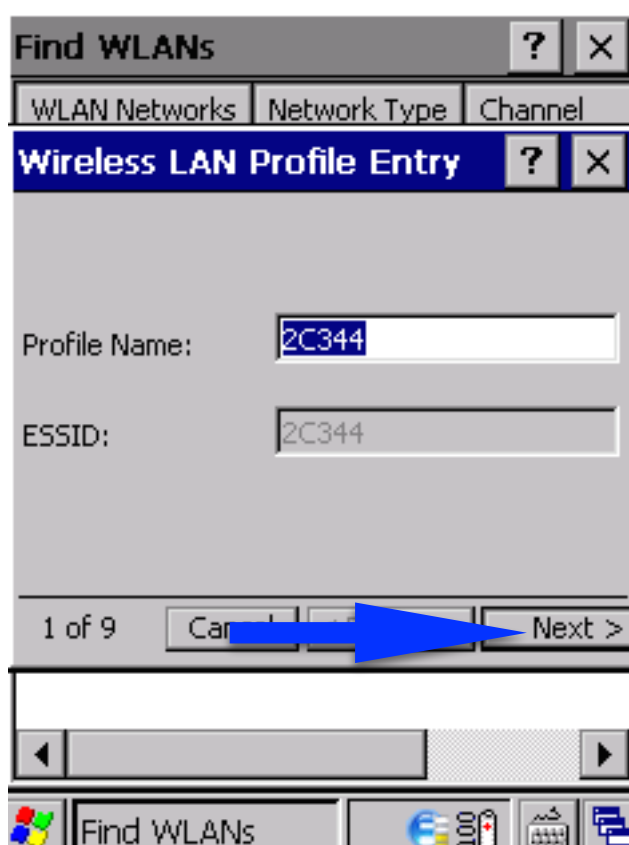 Find WLANs ? X
WLAN Networks Network Type Channel
Wireless LAN Profile Entry ? X
Profile Name: 2C344
ESSID: 2C344
1 of 9 Next >
Find WLANs